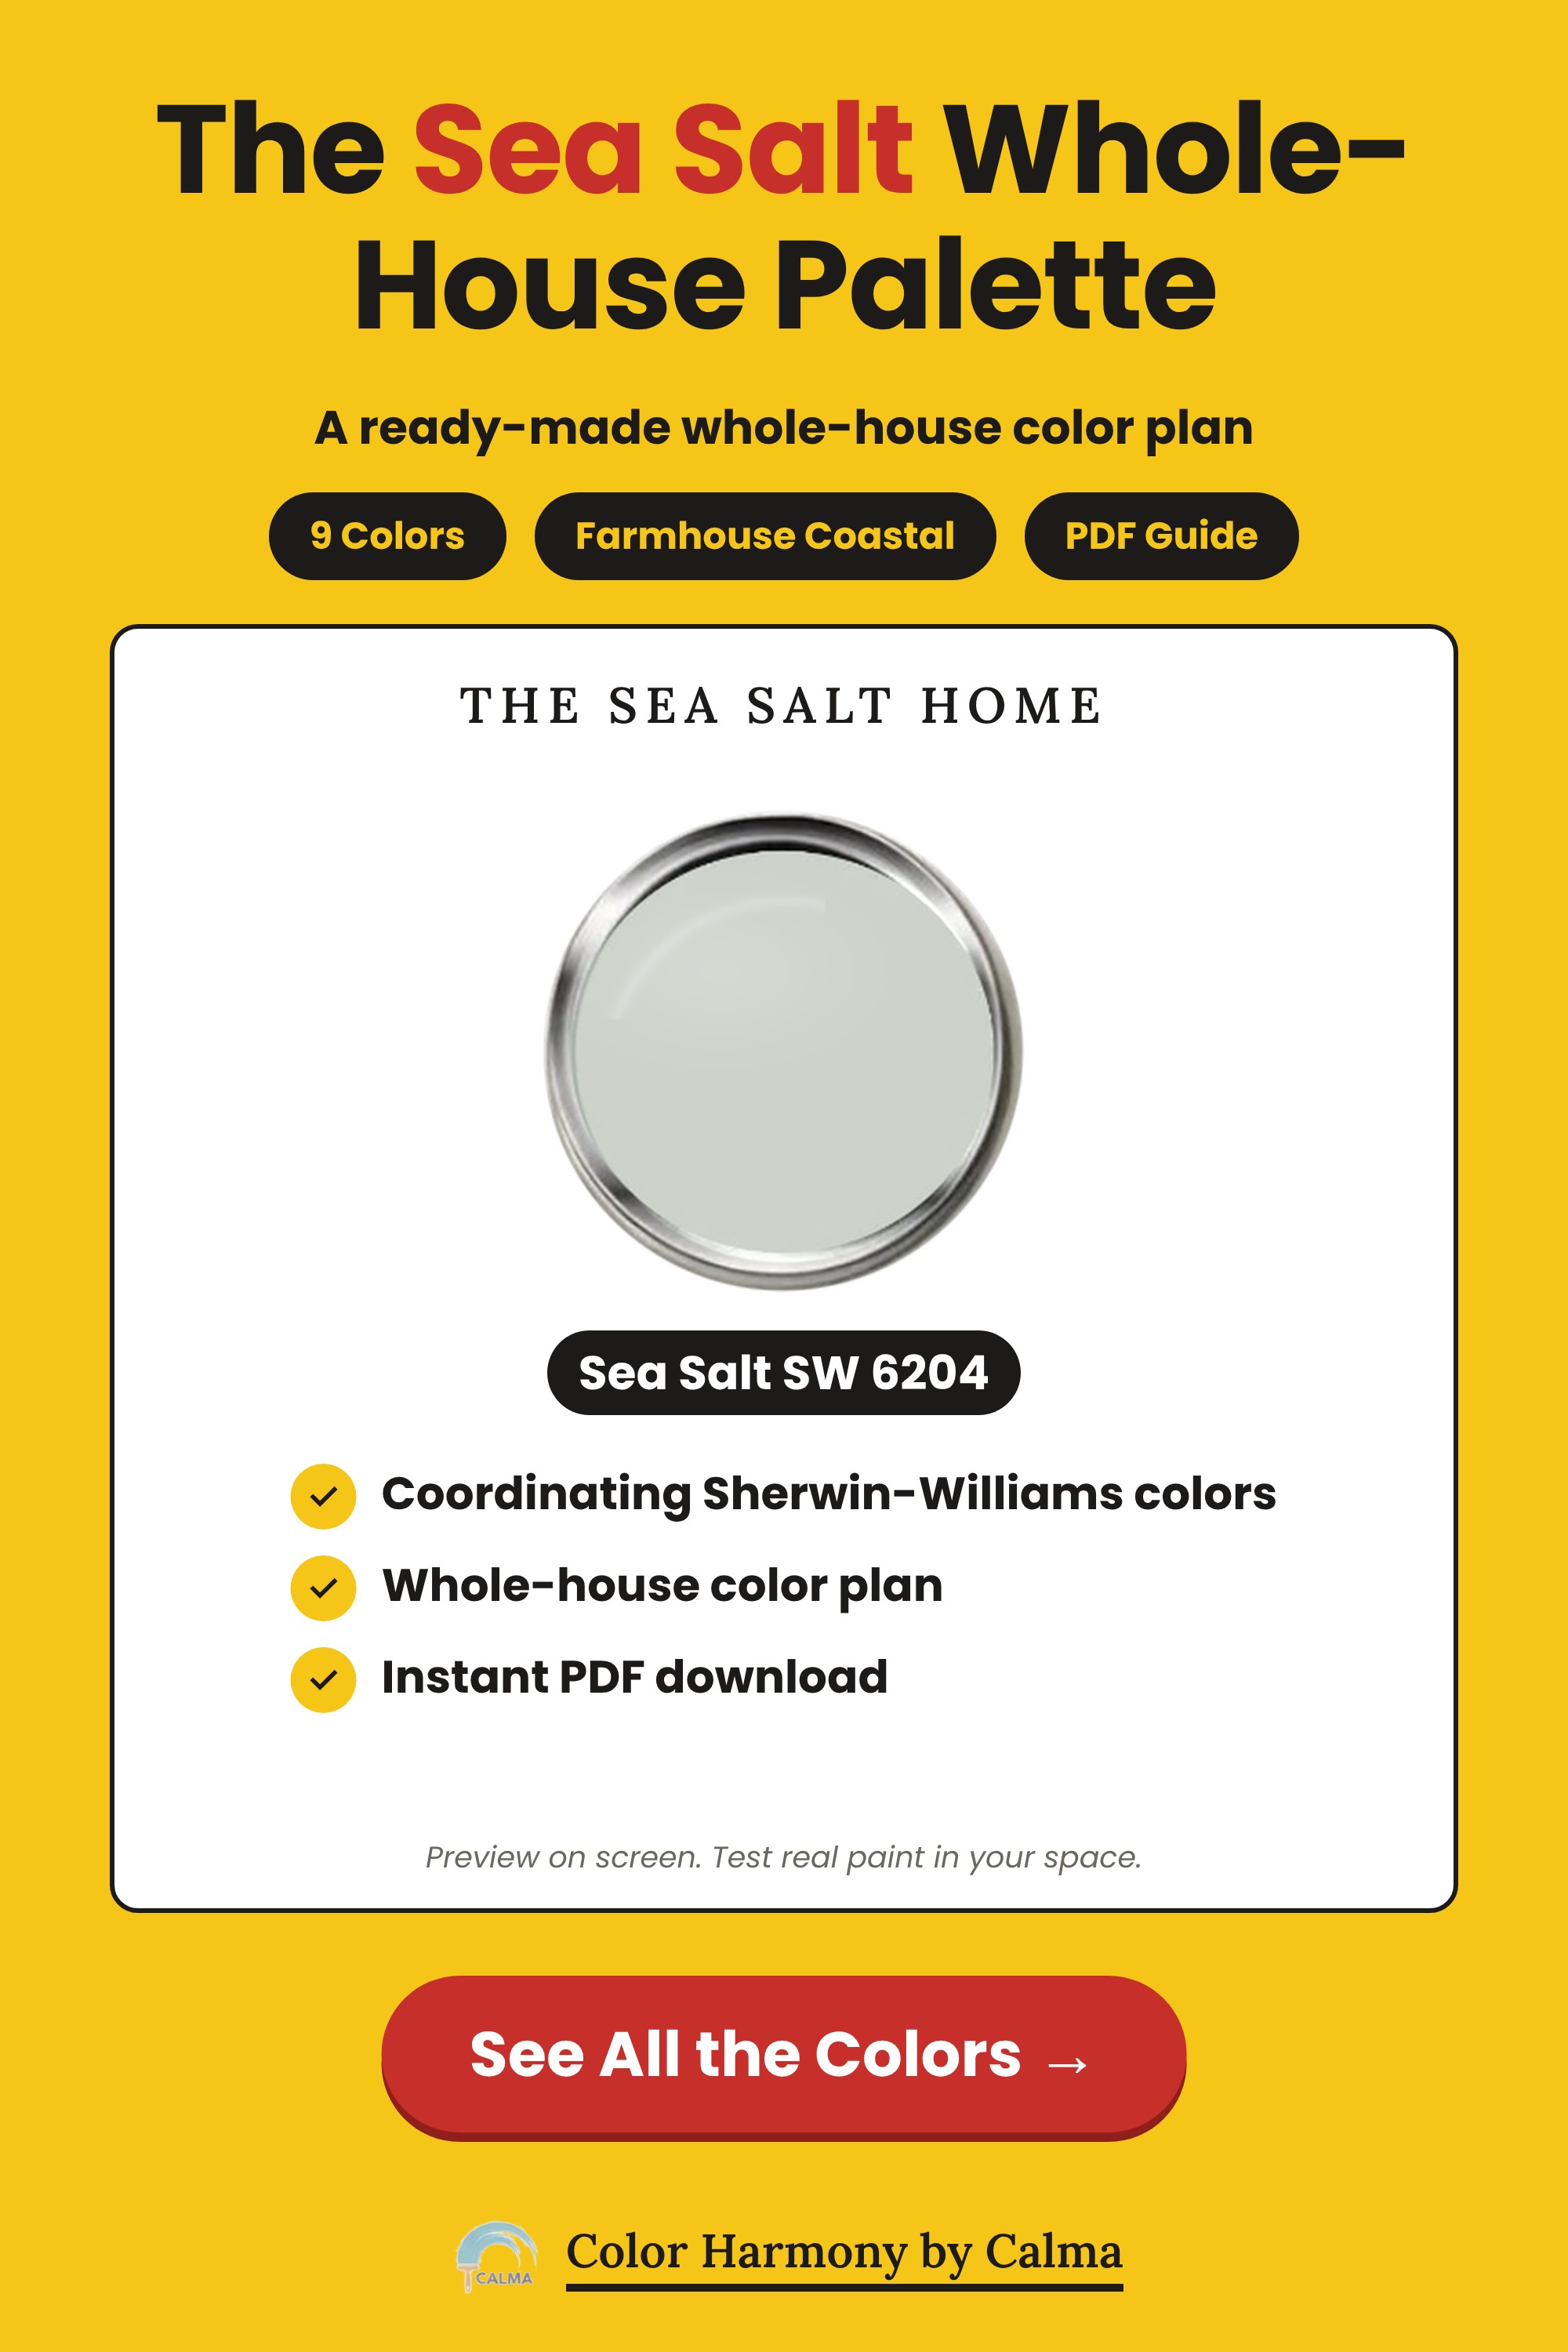 The Sea Salt Whole-
House Palette
A ready-made whole-house color plan
9 Colors
Farmhouse Coastal
PDF Guide
THE SEA SALT HOME
Sea Salt SW 6204
Coordinating Sherwin-Williams colors
Whole-house color plan
Instant PDF download
Preview on screen. Test real paint in your space.
See All the Colors →
CALMA
Color Harmony by Calma